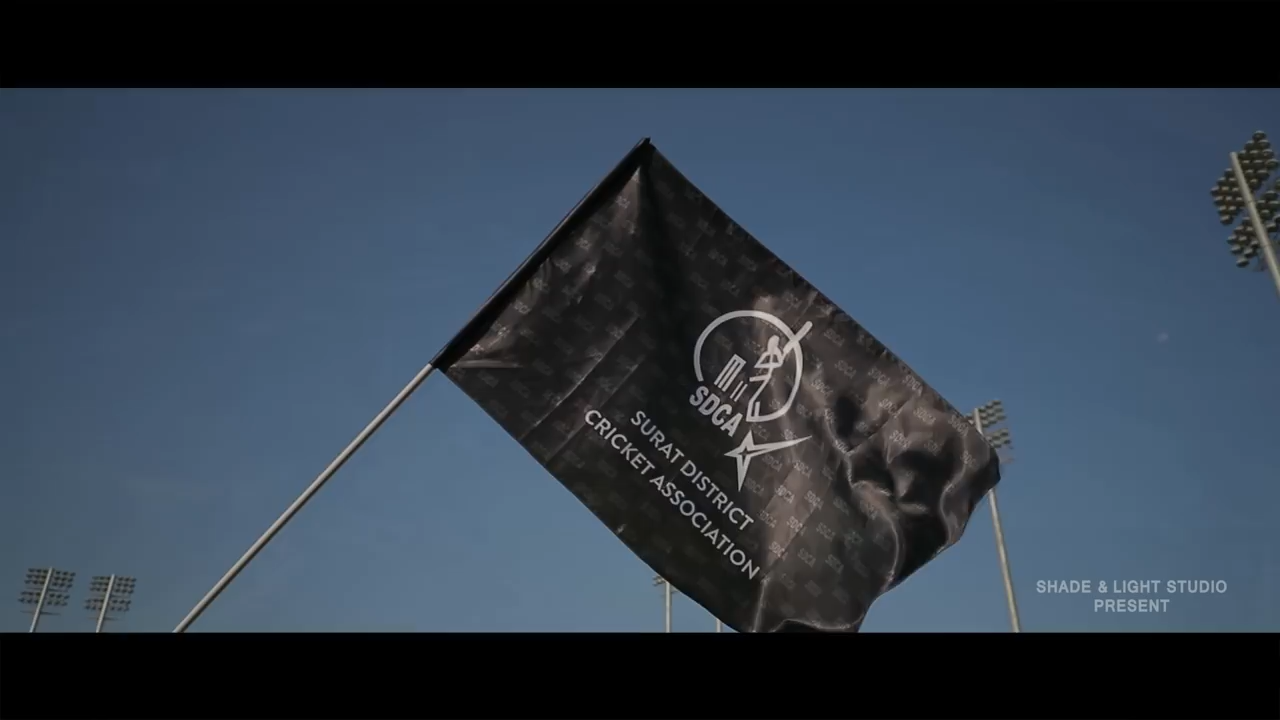 SDCA
SURAT DISTRICT
CRICKET ASSOCIATION
SHADE & LIGHT STUDIO
PRESENT